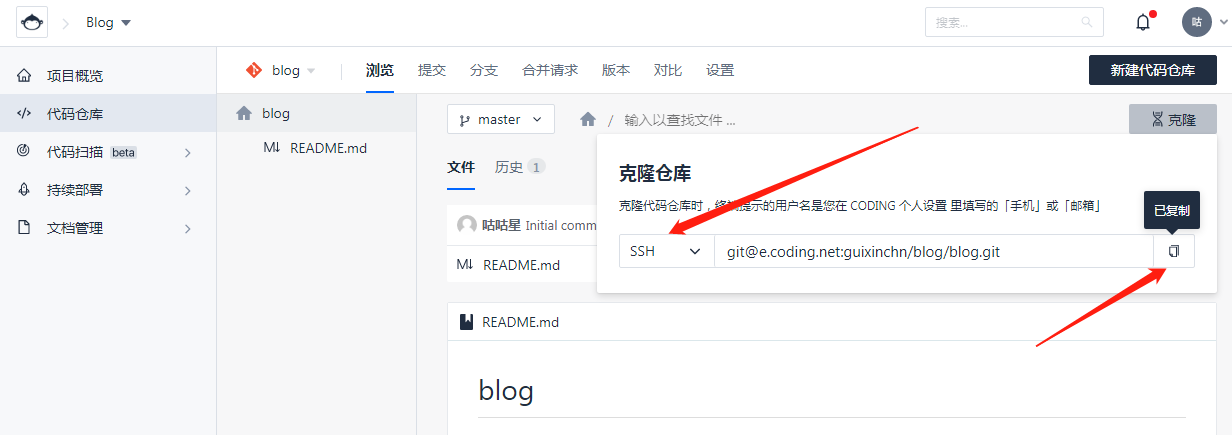 Blog
搜索...
咕
项目概览
代码仓库
代码扫描 beta
持续部署
文档管理
blog
浏览 提交 分支 合并请求 版本 对比 设置
新建代码仓库
blog
README.md
master
/ 输入以查找文件 ...
克隆
文件 历史 1
克隆仓库
克隆代码仓库时，终端提示的用户名是您在 CODING 个人设置 里填写的「手机」或「邮箱」
已复制
SSH
git@e.coding.net:guixinchn/blog/blog.git
咕咕星 Initial comm
M↓ README.md
README.md
blog